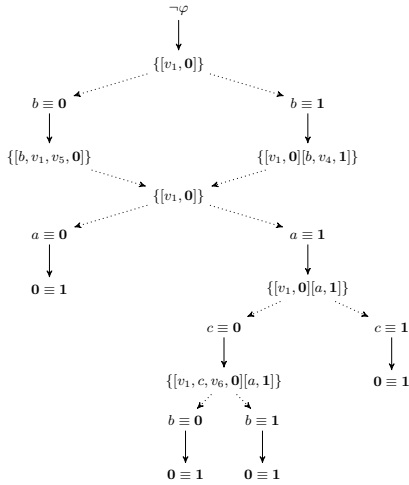 ¬φ
{[v₁, 𝟎]}
b ≡ 𝟎 b ≡ 𝟏
{[b, v₁, v₅, 𝟎]} {[v₁, 𝟎][b, v₄, 𝟏]}
{[v₁, 𝟎]}
a ≡ 𝟎 a ≡ 𝟏
𝟎 ≡ 𝟏 {[v₁, 𝟎][a, 𝟏]}
c ≡ 𝟎 c ≡ 𝟏
{[v₁, c, v₆, 𝟎][a, 𝟏]} 𝟎 ≡ 𝟏
b ≡ 𝟎 b ≡ 𝟏
𝟎 ≡ 𝟏 𝟎 ≡ 𝟏